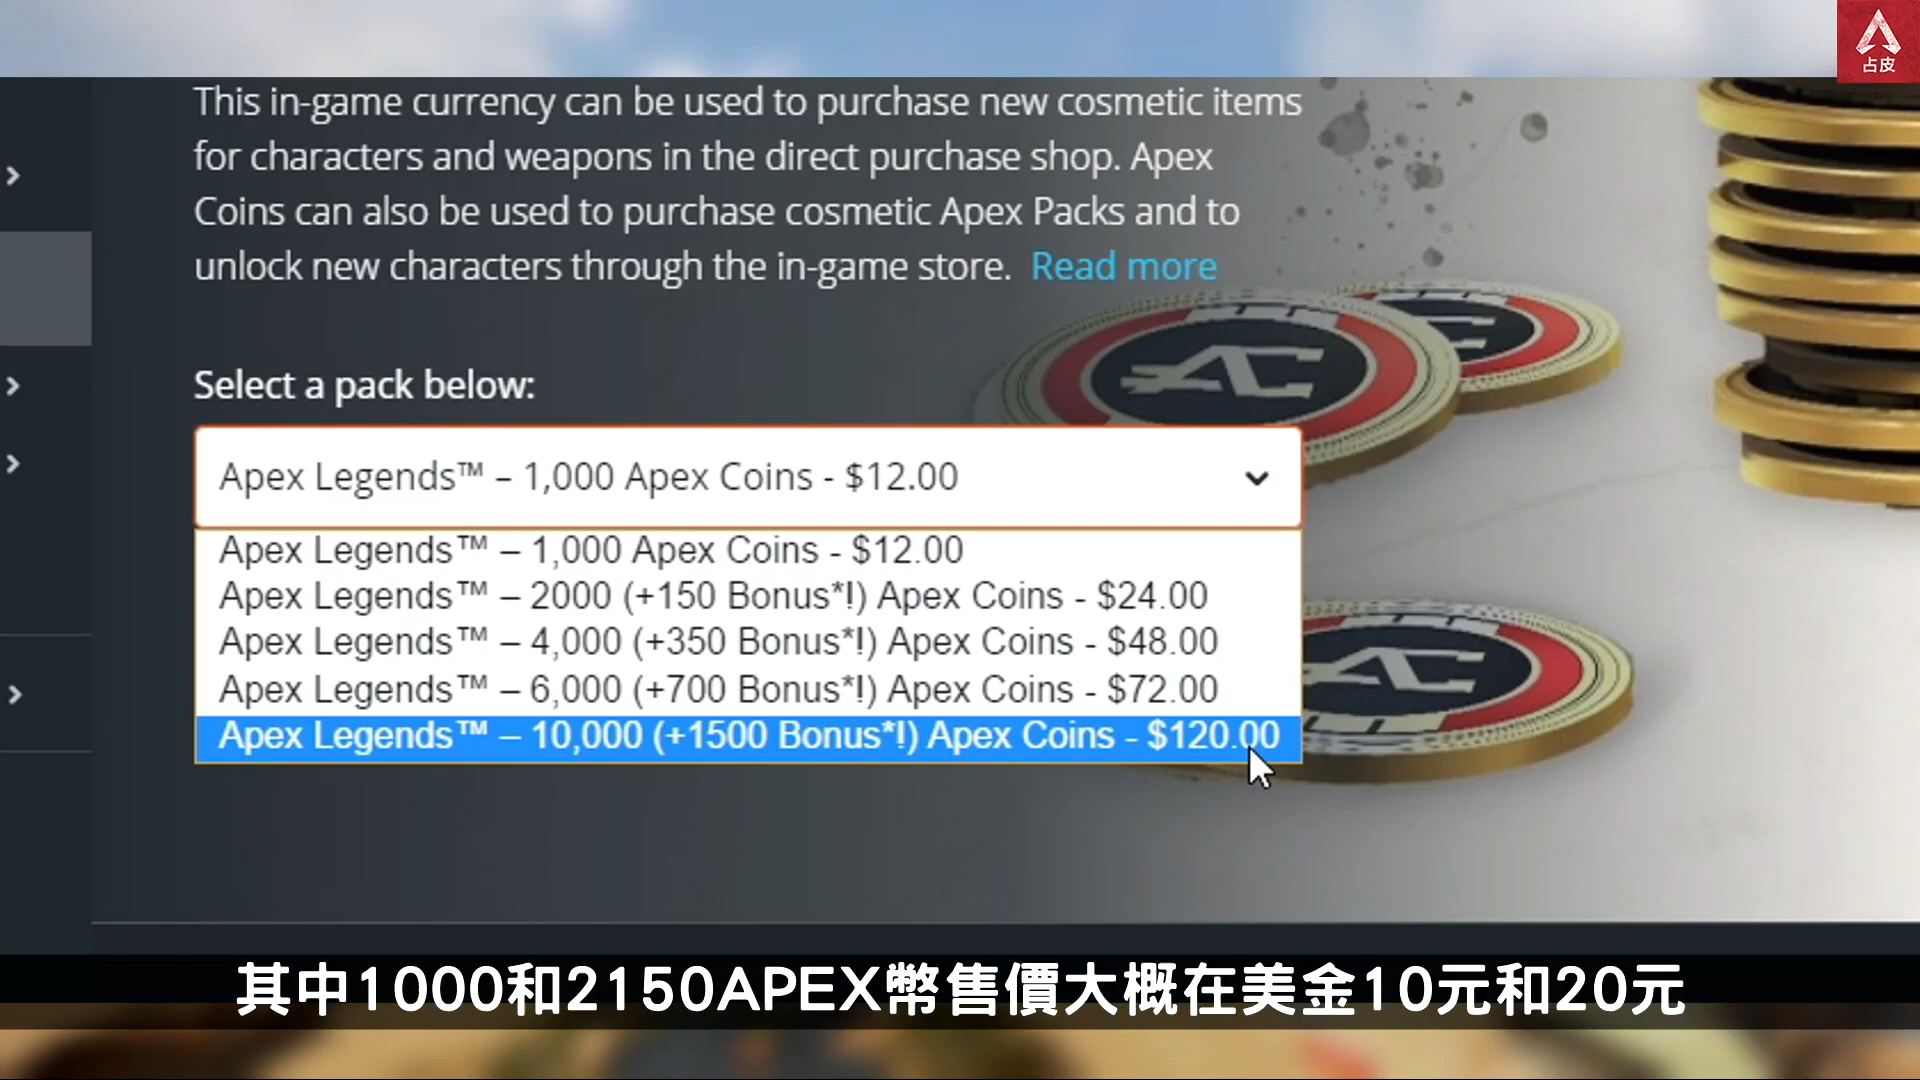 占皮
This in-game currency can be used to purchase new cosmetic items
for characters and weapons in the direct purchase shop. Apex
Coins can also be used to purchase cosmetic Apex Packs and to
unlock new characters through the in-game store. Read more
Select a pack below:
Apex Legends™ – 1,000 Apex Coins - $12.00
Apex Legends™ – 1,000 Apex Coins - $12.00
Apex Legends™ – 2000 (+150 Bonus*!) Apex Coins - $24.00
Apex Legends™ – 4,000 (+350 Bonus*!) Apex Coins - $48.00
Apex Legends™ – 6,000 (+700 Bonus*!) Apex Coins - $72.00
Apex Legends™ – 10,000 (+1500 Bonus*!) Apex Coins - $120.00
其中1000和2150APEX幣售價大概在美金10元和20元